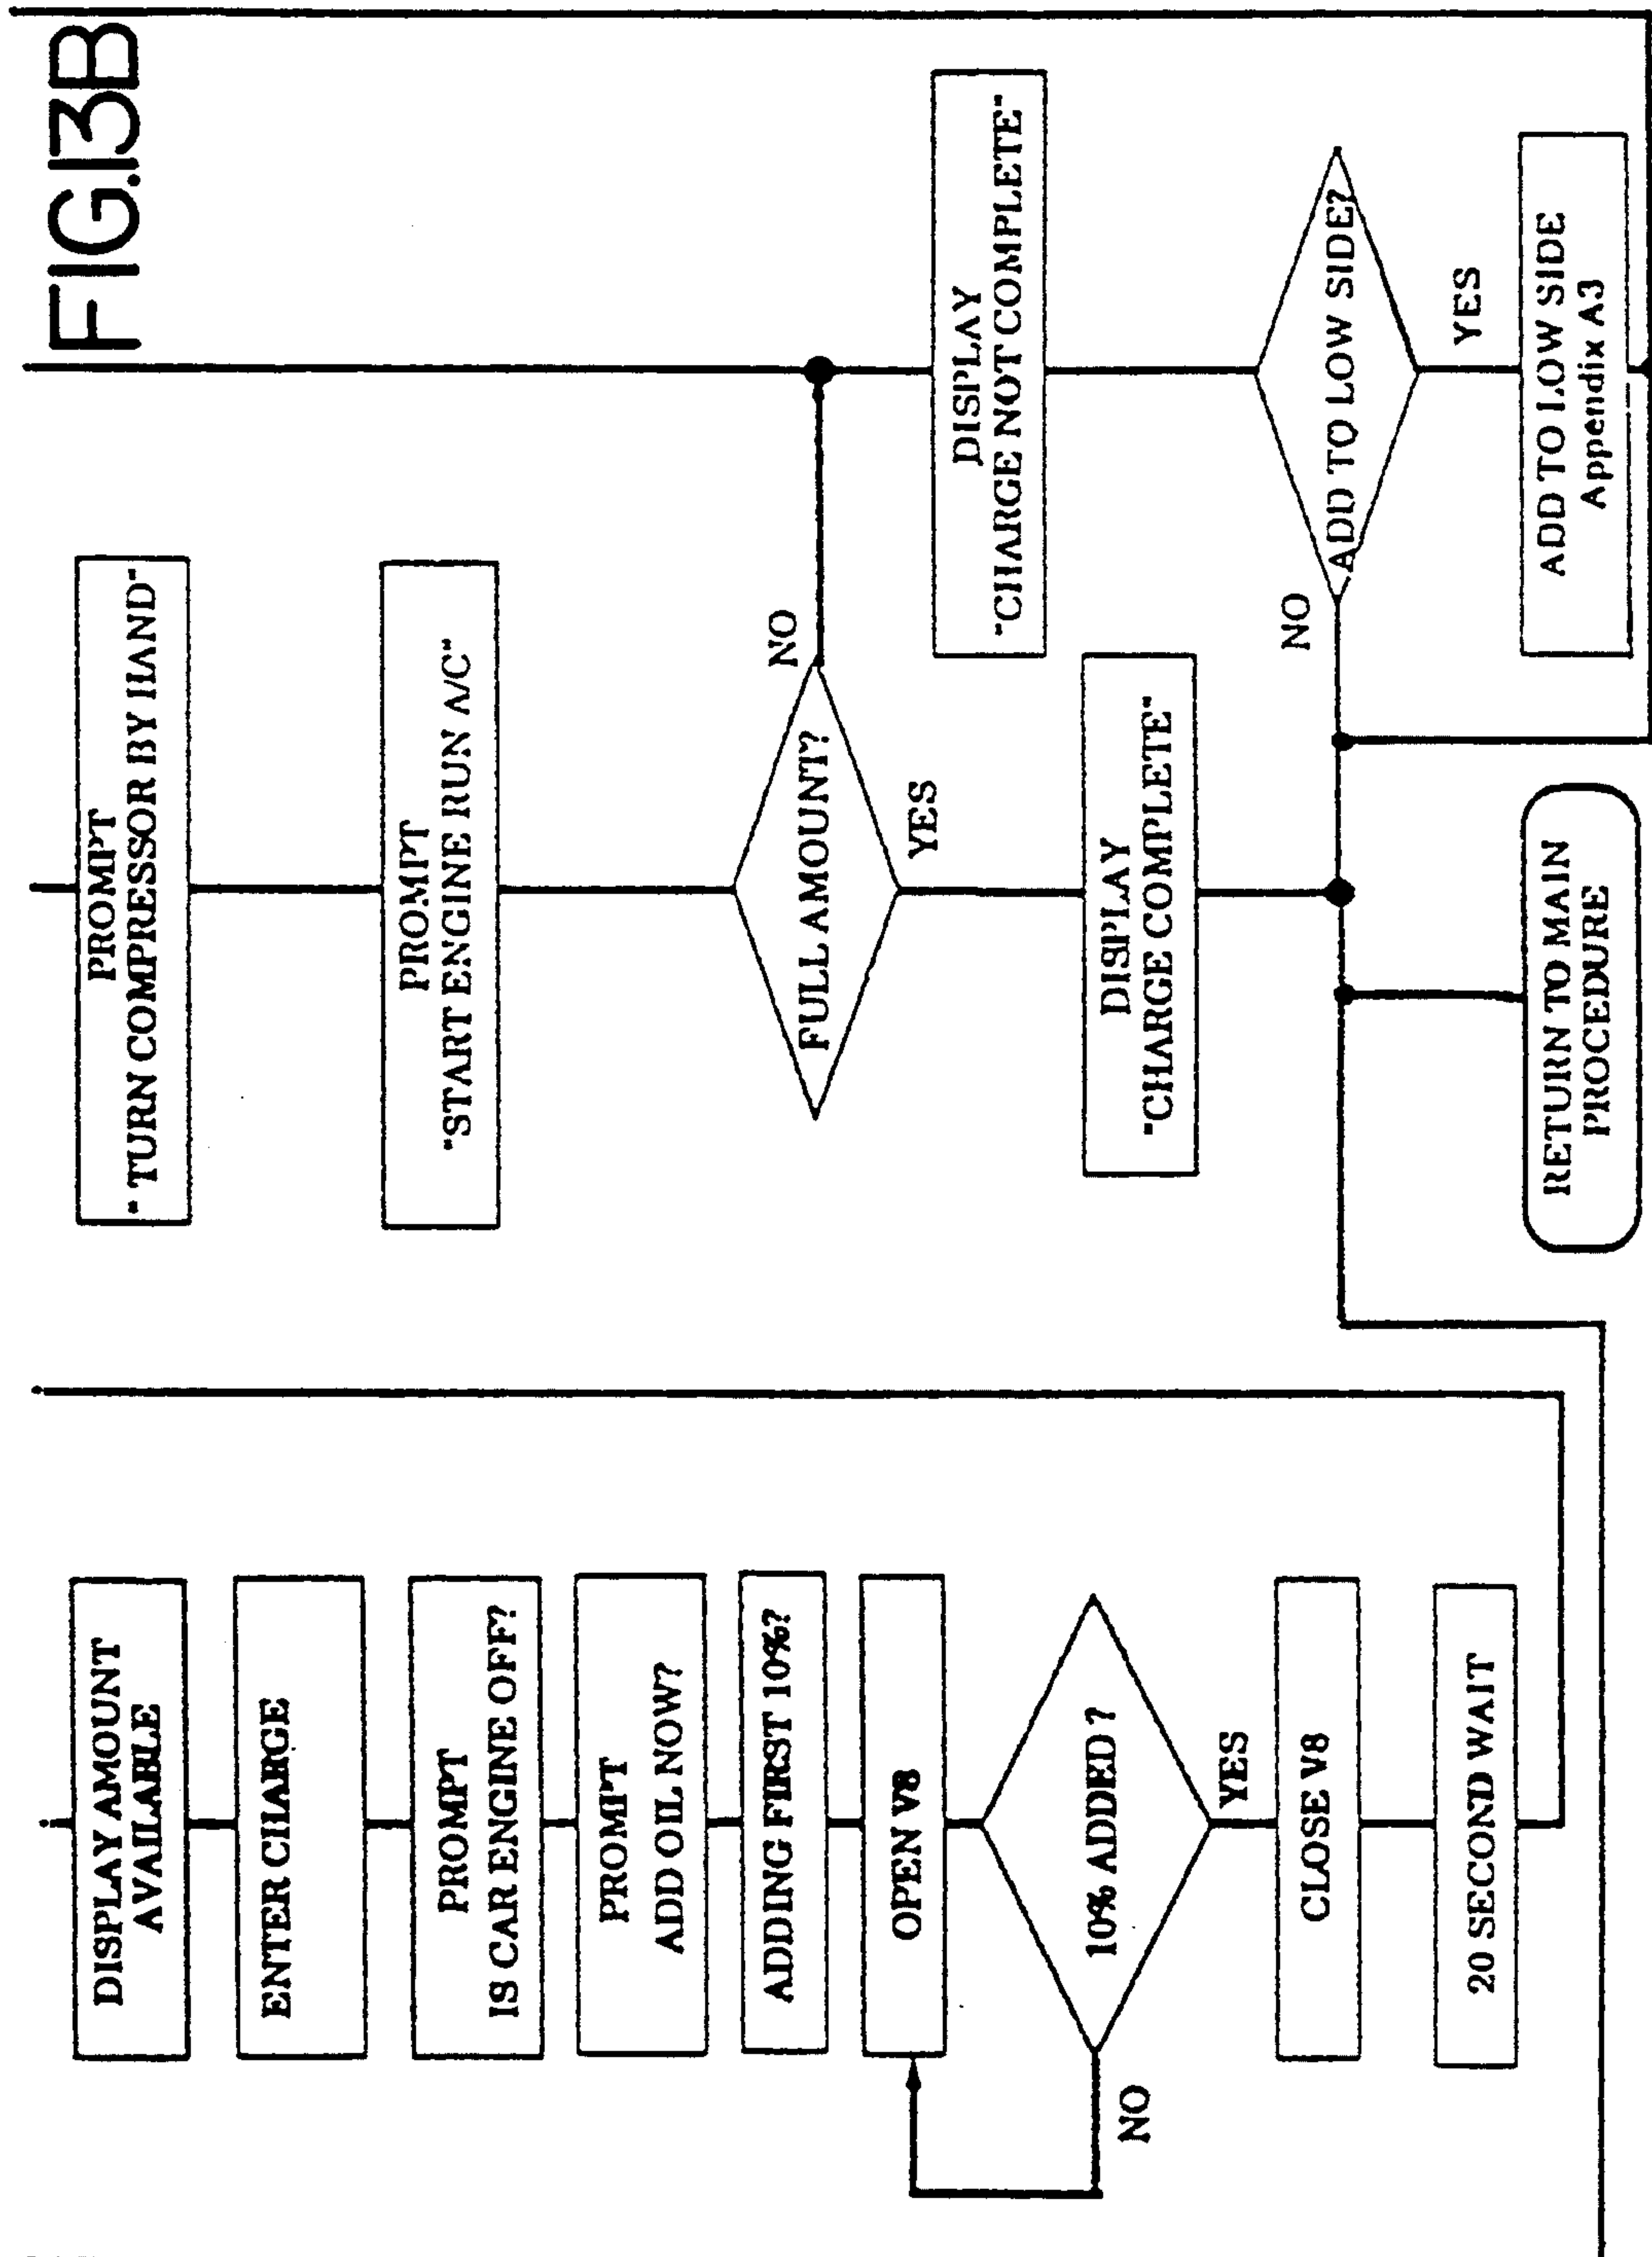 FIG.13B
DISPLAY AMOUNT
AVAILABLE
ENTER CHARGE
PROMPT
IS CAR ENGINE OFF?
PROMPT
ADD OIL NOW?
ADDING FIRST 10%?
OPEN V8
10% ADDED?
NO
YES
CLOSE V8
20 SECOND WAIT
PROMPT
"TURN COMPRESSOR BY HAND"
PROMPT
"START ENGINE RUN A/C"
FULL AMOUNT?
NO
YES
DISPLAY
"CHARGE COMPLETE"
RETURN TO MAIN
PROCEDURE
DISPLAY
"CHARGE NOT COMPLETE"
ADD TO LOW SIDE?
NO
YES
ADD TO LOW SIDE
Appendix A3